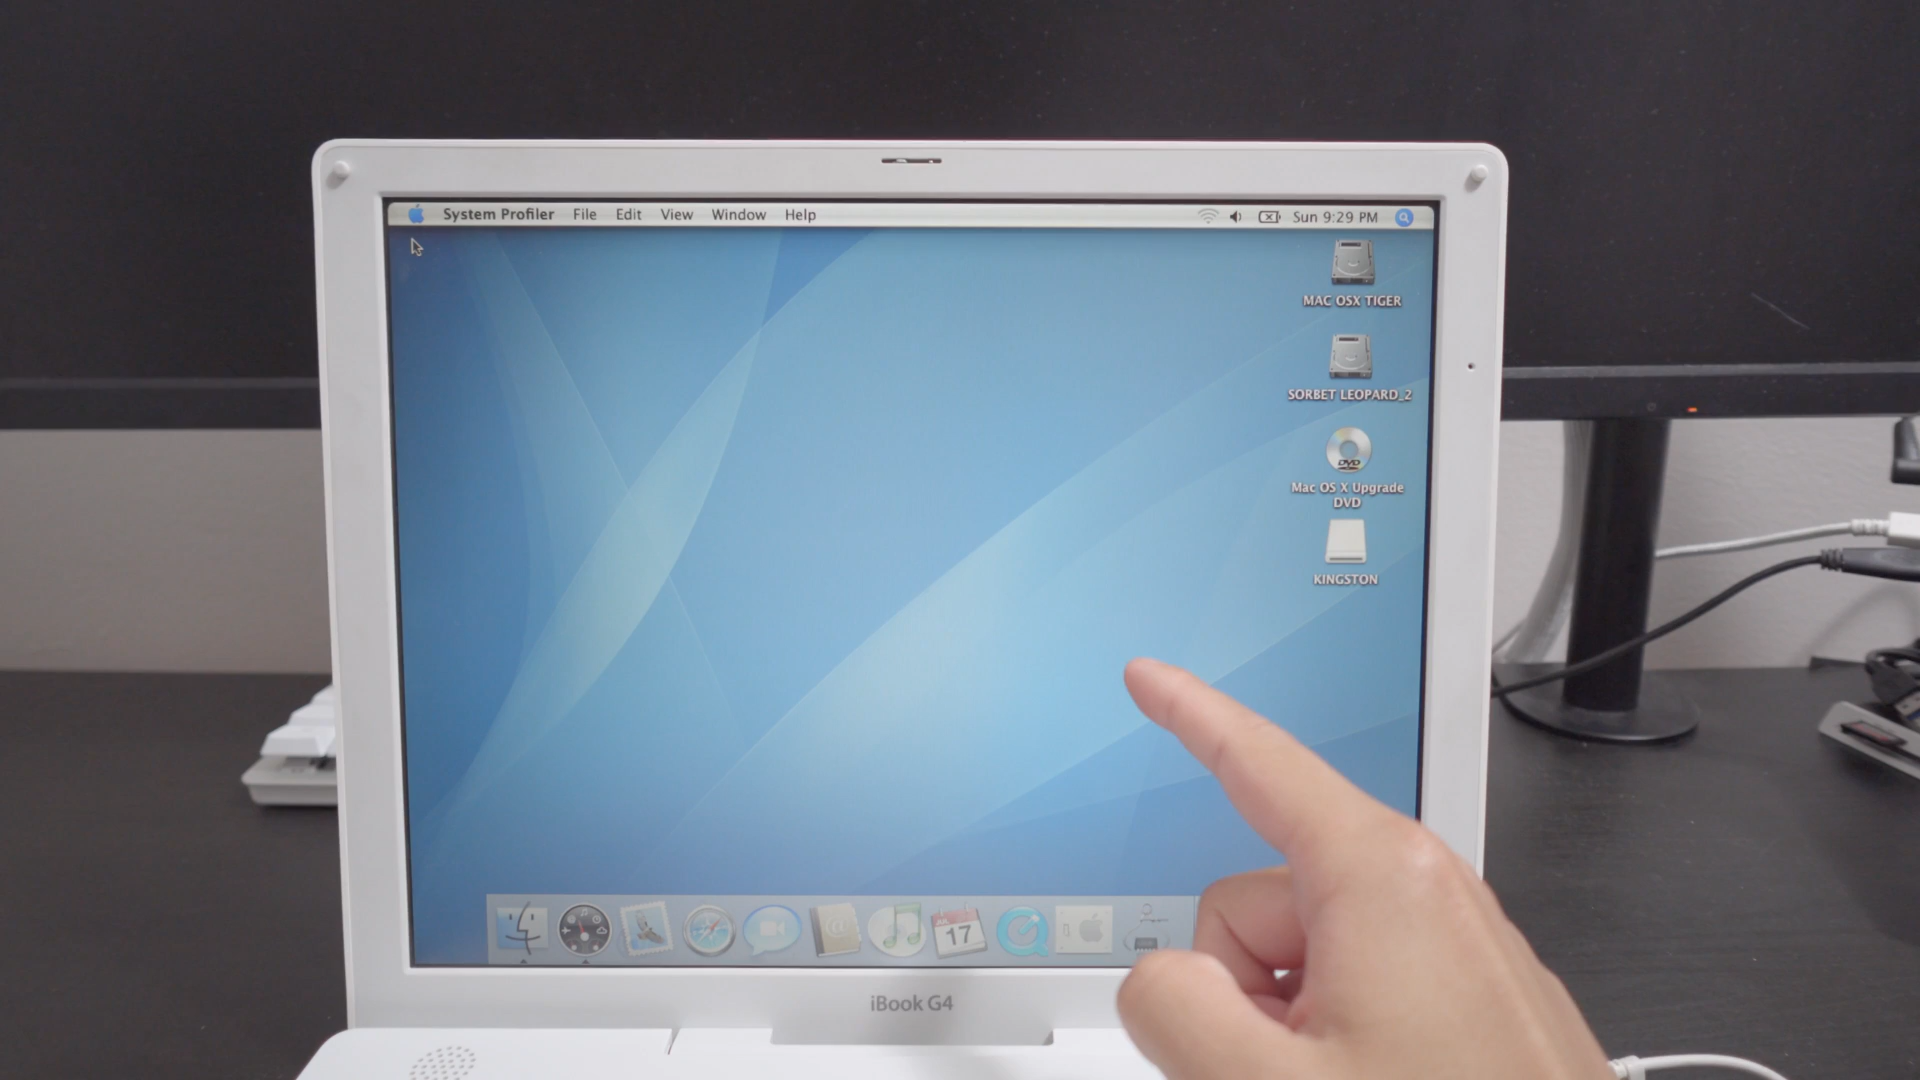 System Profiler File Edit View Window Help Sun 9:29 PM
MAC OSX TIGER
SORBET LEOPARD_2
DVD
Mac OS X Upgrade
DVD
KINGSTON
17
iBook G4